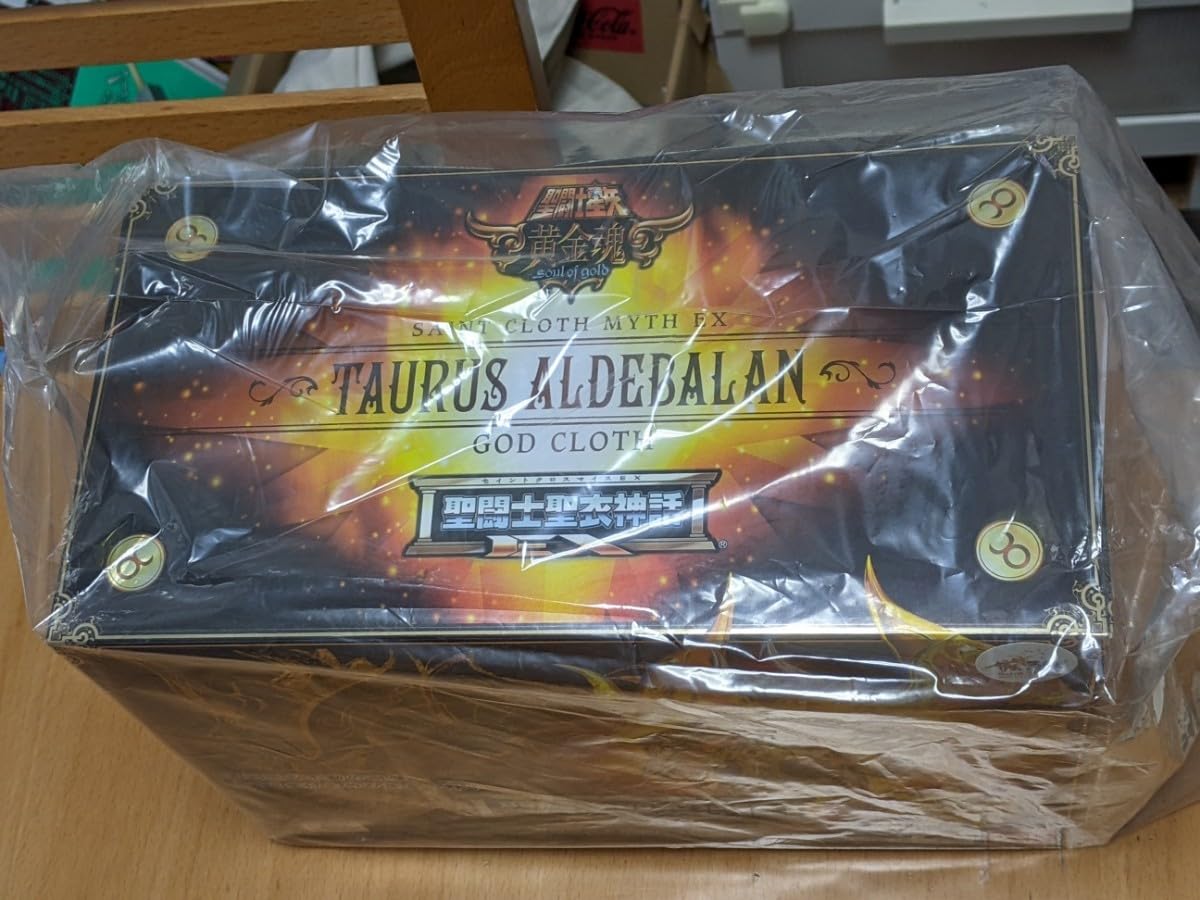 聖闘士星矢
黄金魂
soul of gold
SAINT CLOTH MYTH EX
TAURUS ALDEBALAN
GOD CLOTH
セイントクロスマイスEX
聖闘士聖衣神話
EX
®